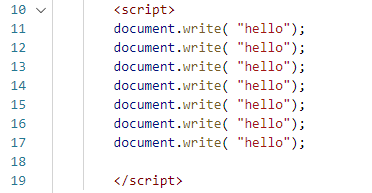 10 <script>
11 document.write( "hello");
12 document.write( "hello");
13 document.write( "hello");
14 document.write( "hello");
15 document.write( "hello");
16 document.write( "hello");
17 document.write( "hello");
18
19 </script>